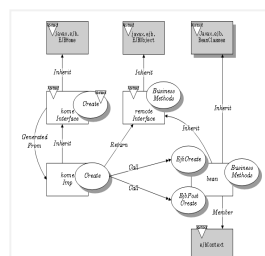 Javax.ejb.
EJBHome
Javax.ejb.
EJBObject
Javax.ejb.
BeanClasses
Inherit
Inherit
Inherit
home
Interface
Create
remote
Interface
Business
Methods
Generated
From
Inherit
Return
Inherit
home
Imp
Create
Call
Call
EjbCreate
EjbPost
Create
bean
Business
Methods
Member
ejbContext